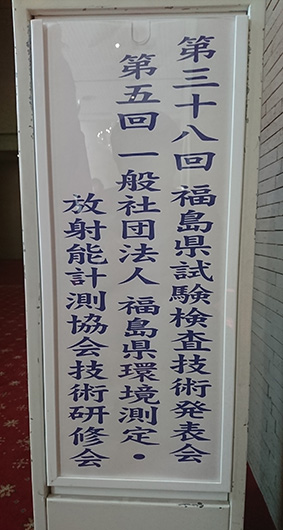 第三十八回 福島県試験検査技術発表会
第五回 一般社団法人 福島県環境測定・
放射能計測協会技術研修会